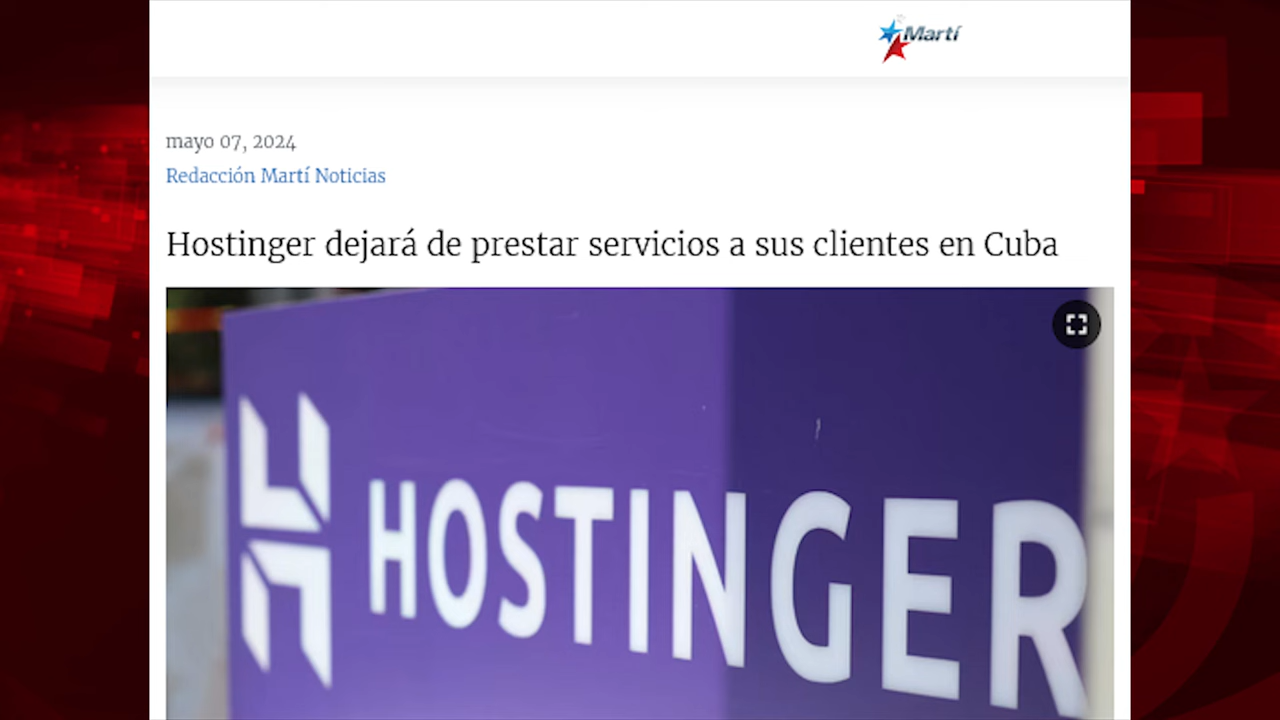 Martí
mayo 07, 2024
Redacción Martí Noticias
Hostinger dejará de prestar servicios a sus clientes en Cuba
HOSTINGER